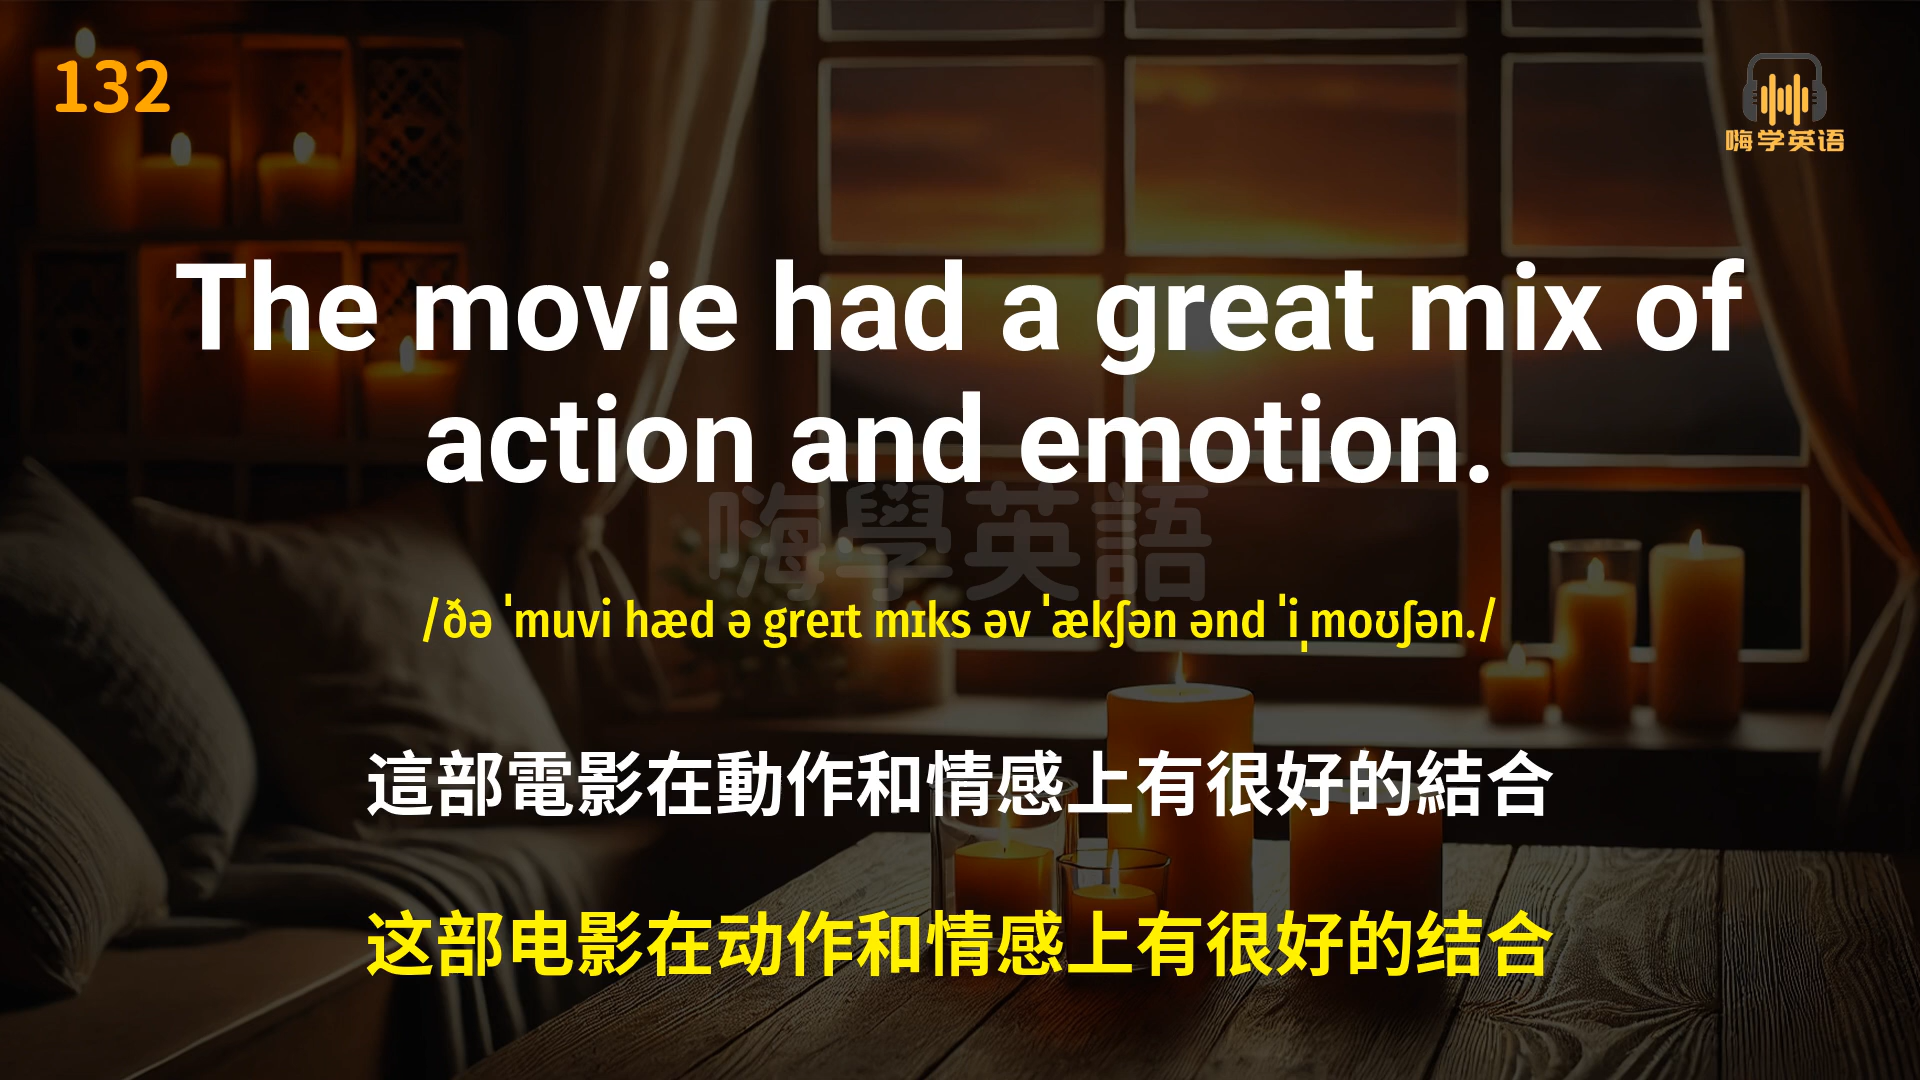 132
嗨学英语
The movie had a great mix of
action and emotion.
嗨學英語
/ðə ˈmuvi hæd ə greɪt mɪks əv ˈækʃən ənd ˈiˌmoʊʃən./
這部電影在動作和情感上有很好的結合
这部电影在动作和情感上有很好的结合